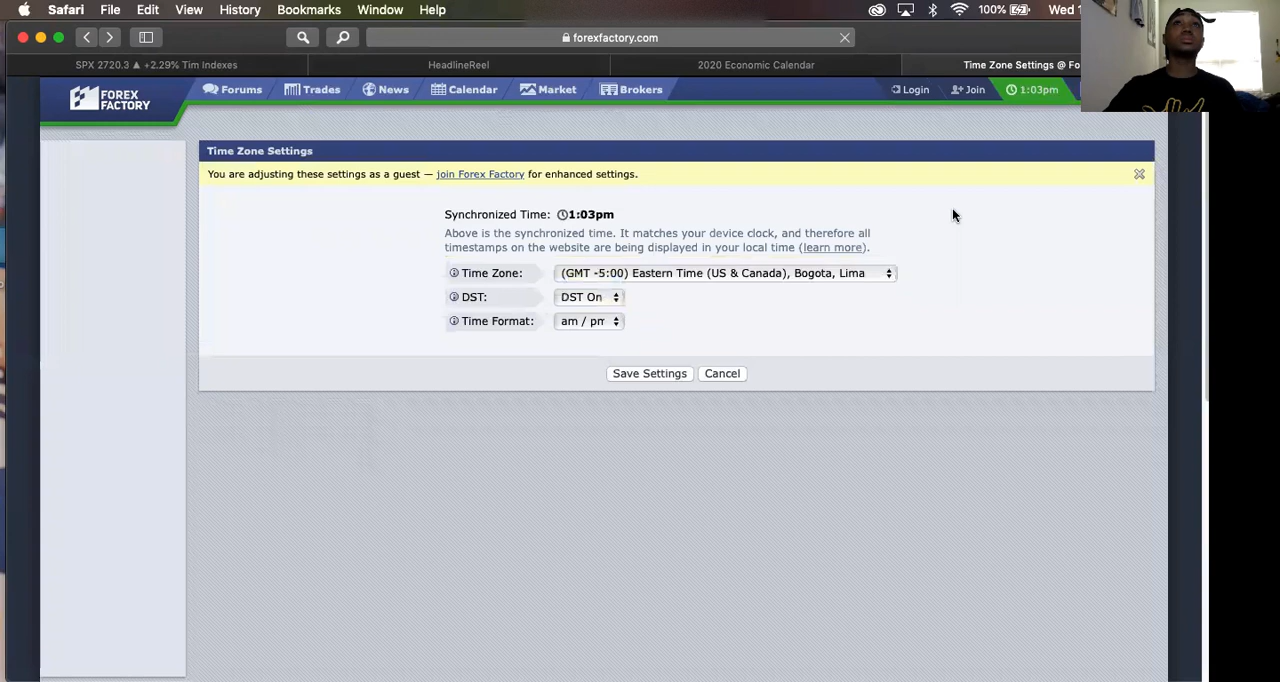 Safari File Edit View History Bookmarks Window Help 100% Wed 1
forexfactory.com
SPX 2720.3 ▲ +2.29% Tim Indexes HeadlineReel 2020 Economic Calendar Time Zone Settings @ Fo
FOREX FACTORY Forums Trades News Calendar Market Brokers Login Join 1:03pm
Time Zone Settings
You are adjusting these settings as a guest — join Forex Factory for enhanced settings.
Synchronized Time: 1:03pm
Above is the synchronized time. It matches your device clock, and therefore all
timestamps on the website are being displayed in your local time (learn more).
Time Zone: (GMT -5:00) Eastern Time (US & Canada), Bogota, Lima
DST: DST On
Time Format: am / pm
Save Settings Cancel